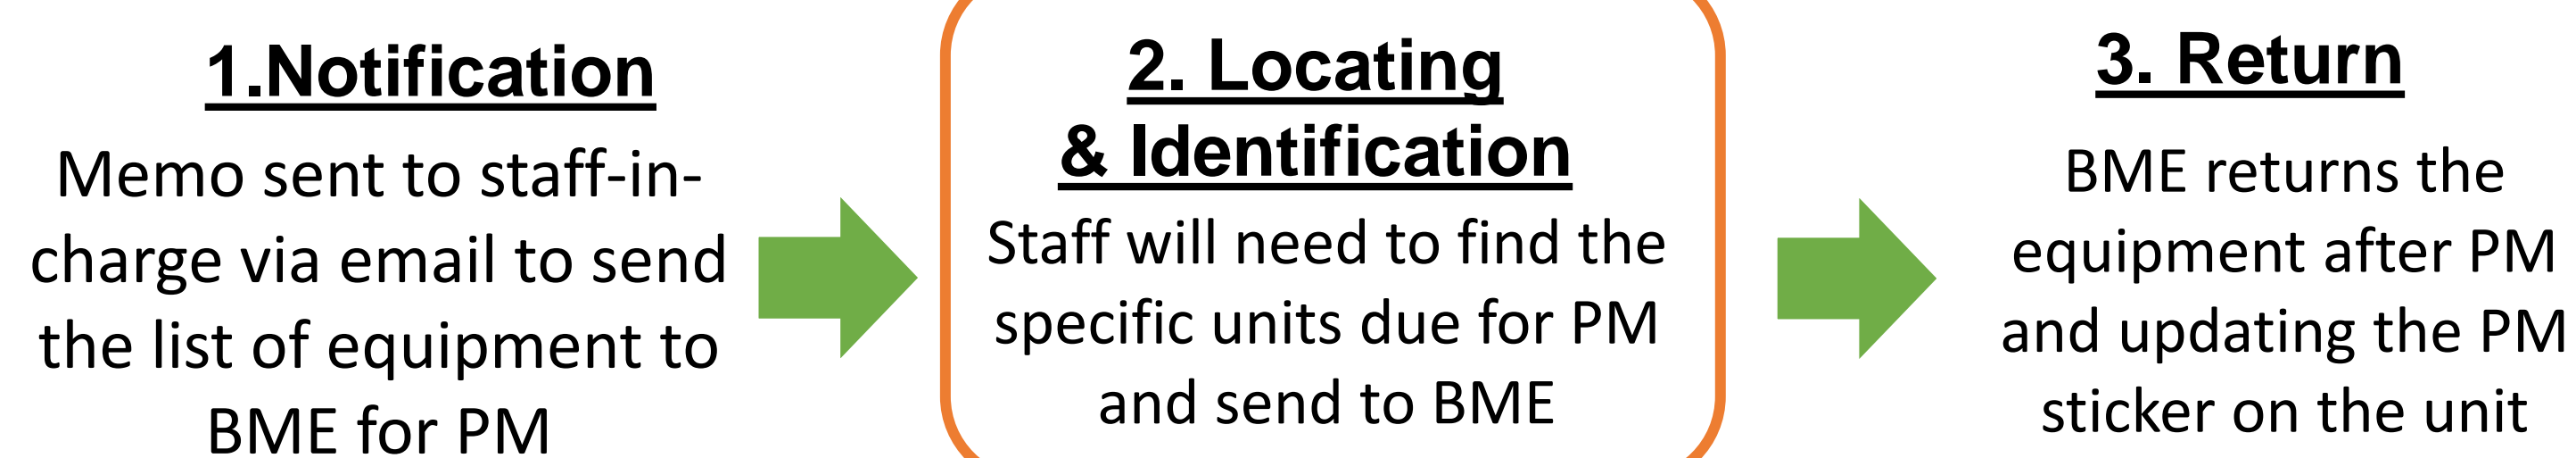 1.Notification
Memo sent to staff-in-
charge via email to send
the list of equipment to
BME for PM
2. Locating
& Identification
Staff will need to find the
specific units due for PM
and send to BME
3. Return
BME returns the
equipment after PM
and updating the PM
sticker on the unit